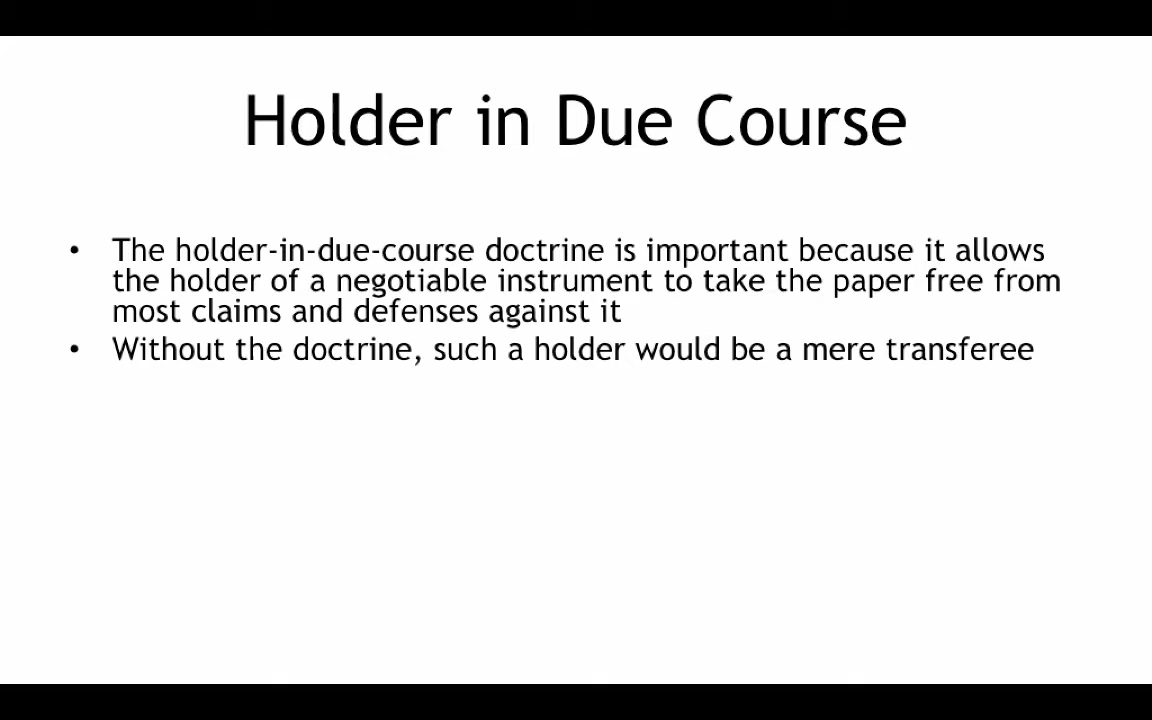 Holder in Due Course
• The holder-in-due-course doctrine is important because it allows
the holder of a negotiable instrument to take the paper free from
most claims and defenses against it
• Without the doctrine, such a holder would be a mere transferee